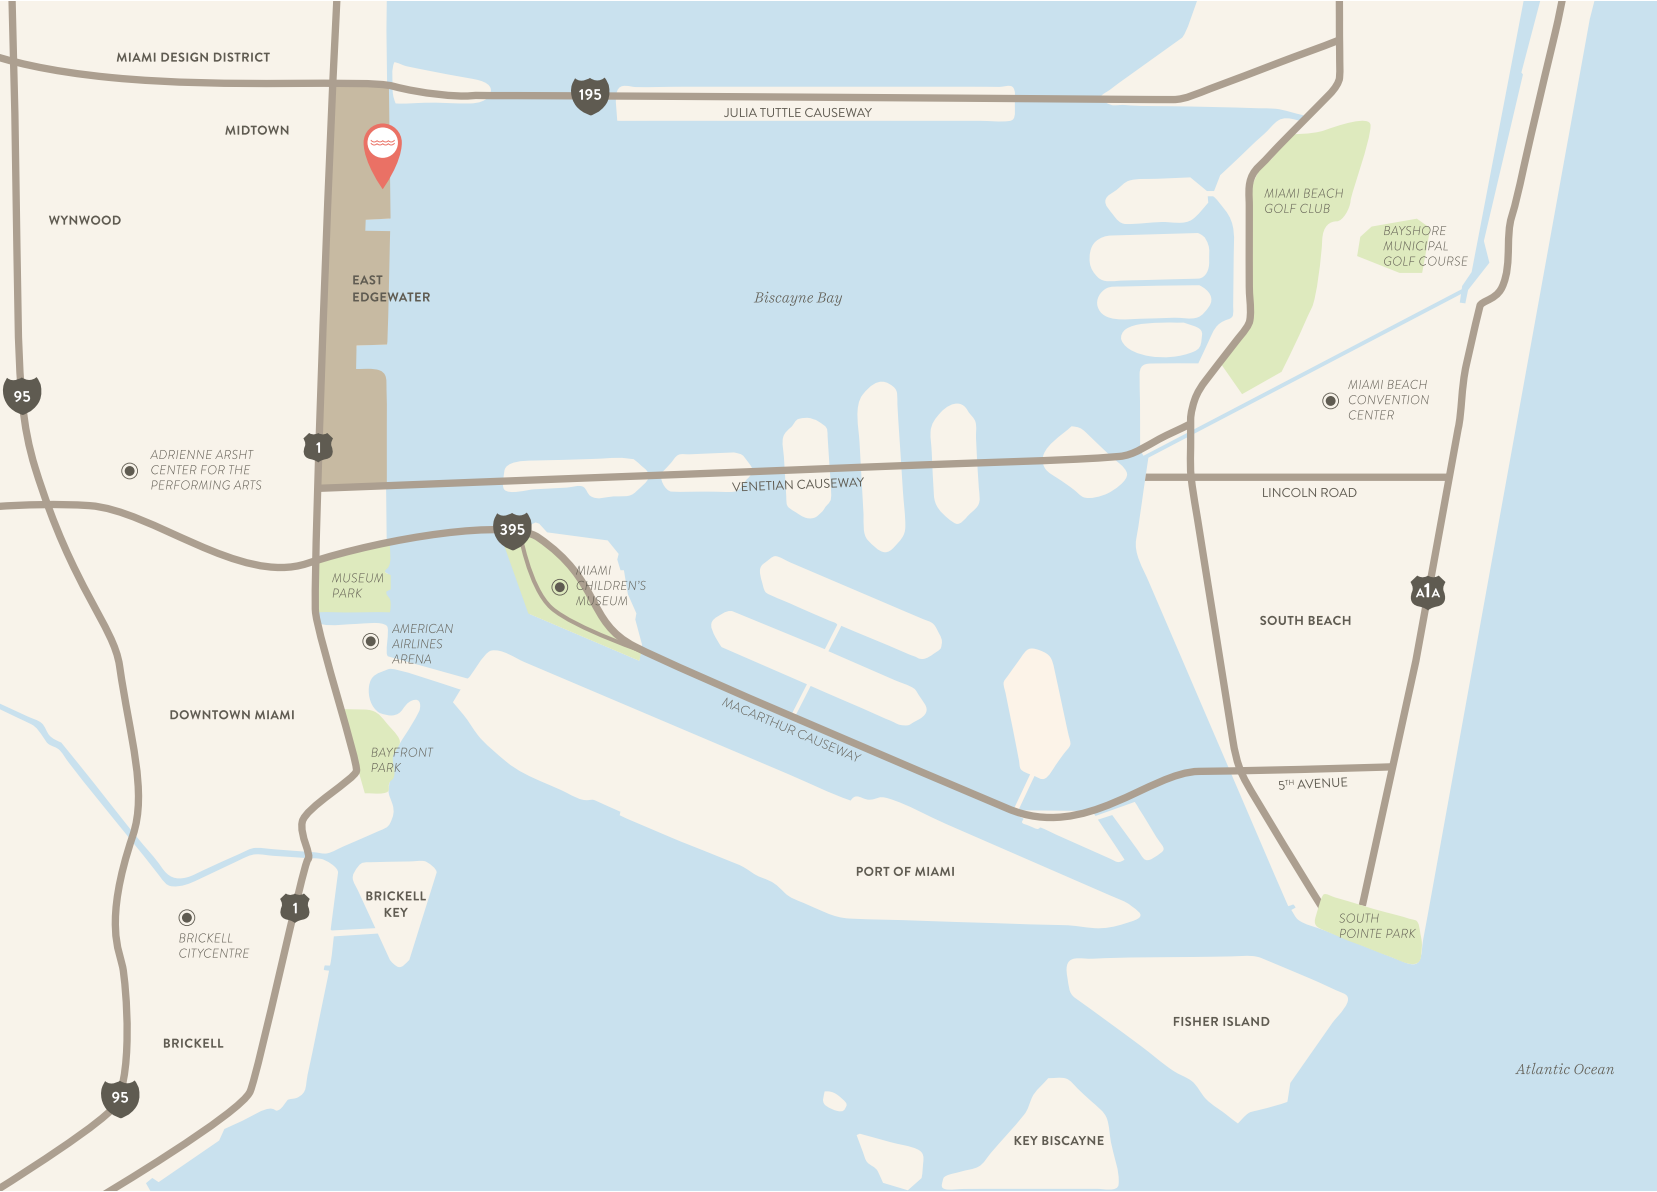 MIAMI DESIGN DISTRICT
195
JULIA TUTTLE CAUSEWAY
MIDTOWN
WYNWOOD
MIAMI BEACH
GOLF CLUB
BAYSHORE
MUNICIPAL
GOLF COURSE
EAST
EDGEWATER
Biscayne Bay
95
MIAMI BEACH
CONVENTION
CENTER
1
ADRIENNE ARSHT
CENTER FOR THE
PERFORMING ARTS
VENETIAN CAUSEWAY
LINCOLN ROAD
395
MUSEUM
PARK
MIAMI
CHILDREN'S
MUSEUM
A1A
SOUTH BEACH
AMERICAN
AIRLINES
ARENA
DOWNTOWN MIAMI
MACARTHUR CAUSEWAY
BAYFRONT
PARK
5TH AVENUE
PORT OF MIAMI
BRICKELL
KEY
1
BRICKELL
CITYCENTRE
SOUTH
POINTE PARK
FISHER ISLAND
BRICKELL
Atlantic Ocean
95
KEY BISCAYNE